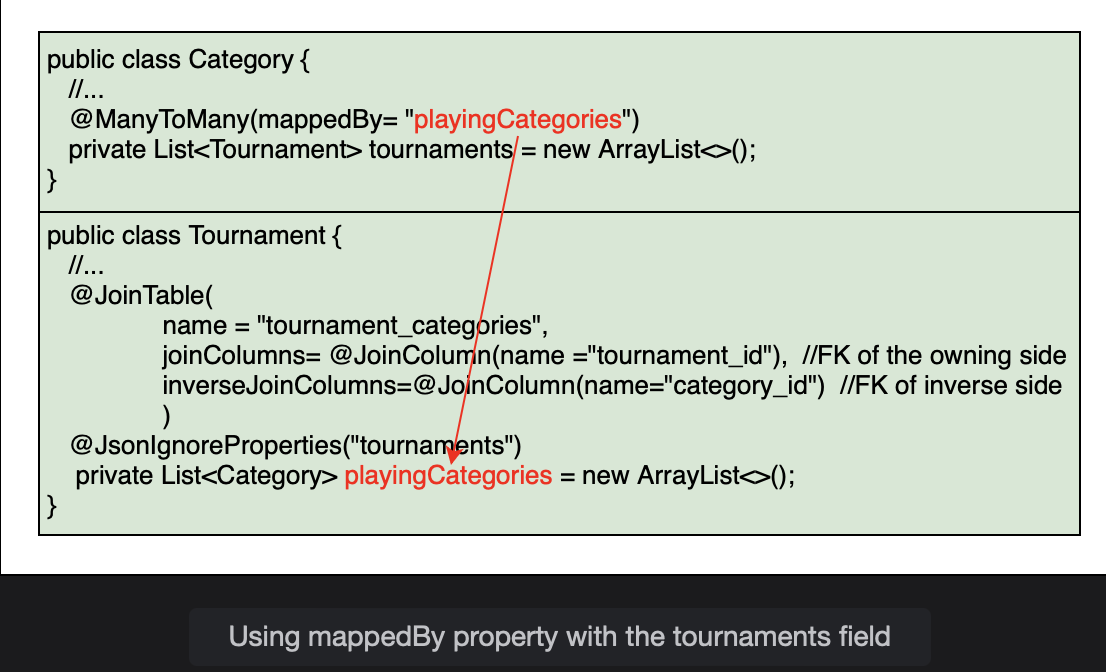 public class Category {
//...
@ManyToMany(mappedBy= "playingCategories")
private List<Tournament> tournaments = new ArrayList<>();
}
public class Tournament {
//...
@JoinTable(
name = "tournament_categories",
joinColumns= @JoinColumn(name ="tournament_id"), //FK of the owning side
inverseJoinColumns=@JoinColumn(name="category_id") //FK of inverse side
)
@JsonIgnoreProperties("tournaments")
private List<Category> playingCategories = new ArrayList<>();
}
Using mappedBy property with the tournaments field